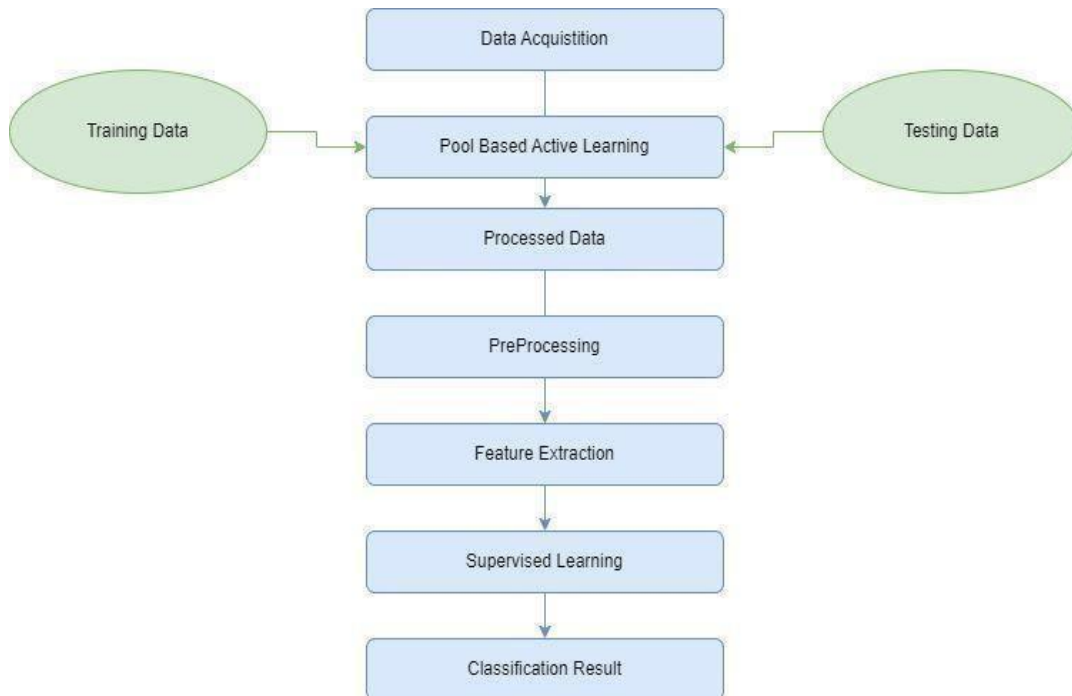 Data Acquistition
Training Data
Pool Based Active Learning
Testing Data
Processed Data
PreProcessing
Feature Extraction
Supervised Learning
Classification Result